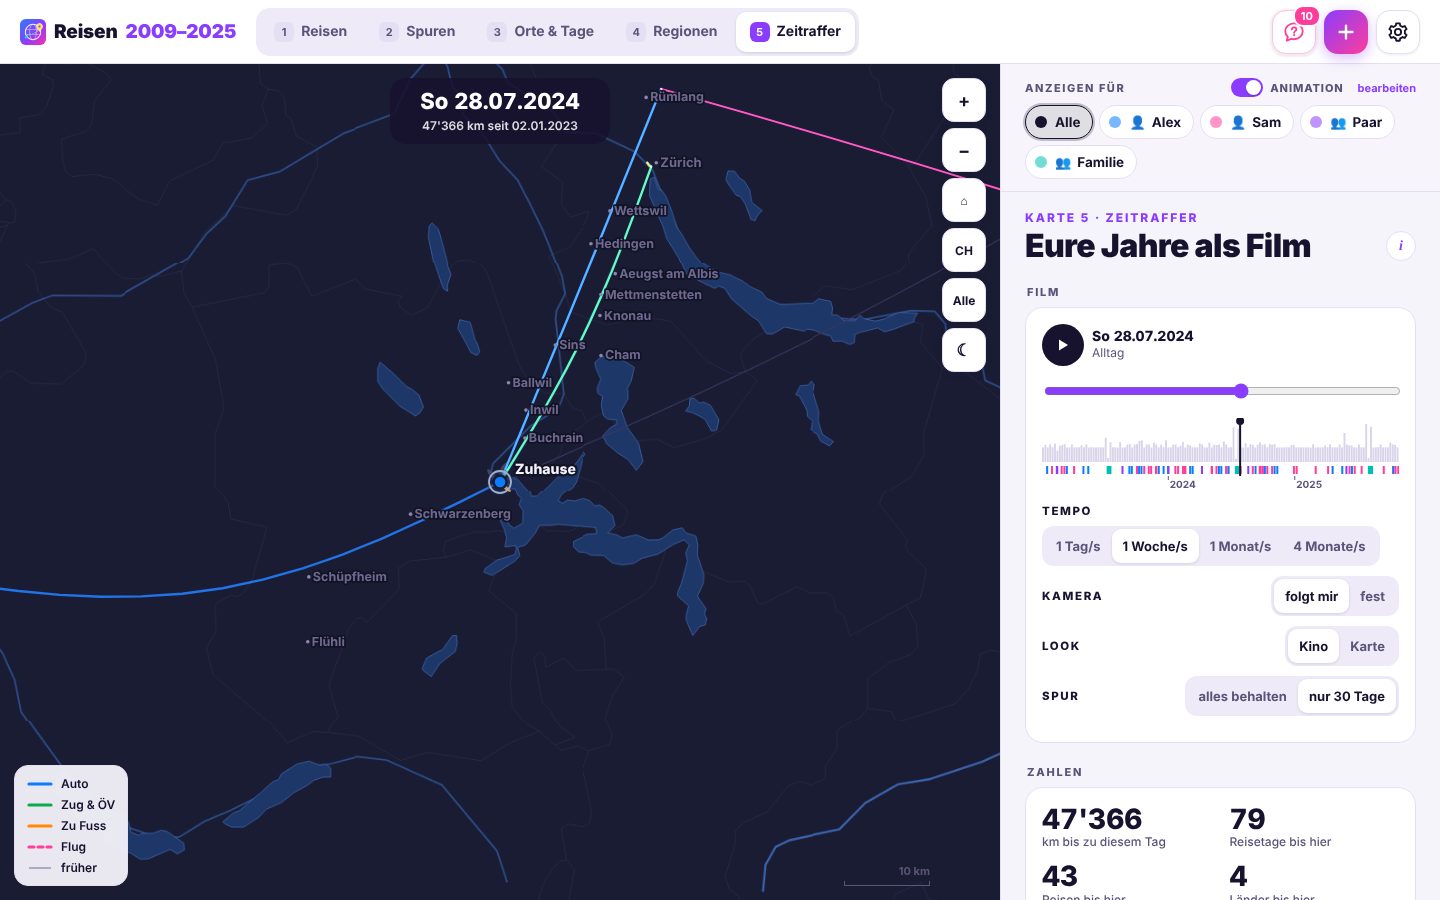 Reisen 2009–2025
1 Reisen
2 Spuren
3 Orte & Tage
4 Regionen
5 Zeitraffer
10
+
So 28.07.2024
47'366 km seit 02.01.2023
Rümlang
Zürich
Wettswil
Hedingen
Aeugst am Albis
Mettmenstetten
Knonau
Sins
Cham
Ballwil
Inwil
Buchrain
Zuhause
Schwarzenberg
Schüpfheim
Flühli
+
−
CH
Alle
Auto
Zug & ÖV
Zu Fuss
Flug
früher
10 km
ANZEIGEN FÜR
ANIMATION
bearbeiten
Alle
Alex
Sam
Paar
Familie
KARTE 5 · ZEITRAFFER
Eure Jahre als Film
i
FILM
So 28.07.2024
Alltag
2024
2025
TEMPO
1 Tag/s
1 Woche/s
1 Monat/s
4 Monate/s
KAMERA
folgt mir
fest
LOOK
Kino
Karte
SPUR
alles behalten
nur 30 Tage
ZAHLEN
47'366
km bis zu diesem Tag
79
Reisetage bis hier
43
Reisen bis hier
4
Länder bis hier